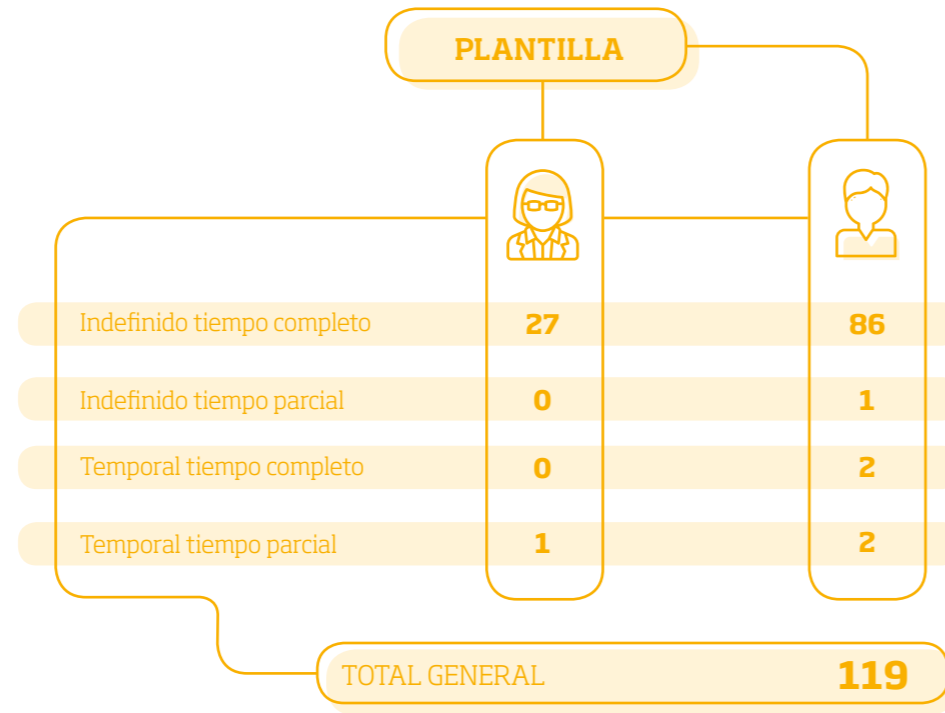 PLANTILLA
Indefinido tiempo completo 27 86
Indefinido tiempo parcial 0 1
Temporal tiempo completo 0 2
Temporal tiempo parcial 1 2
TOTAL GENERAL 119